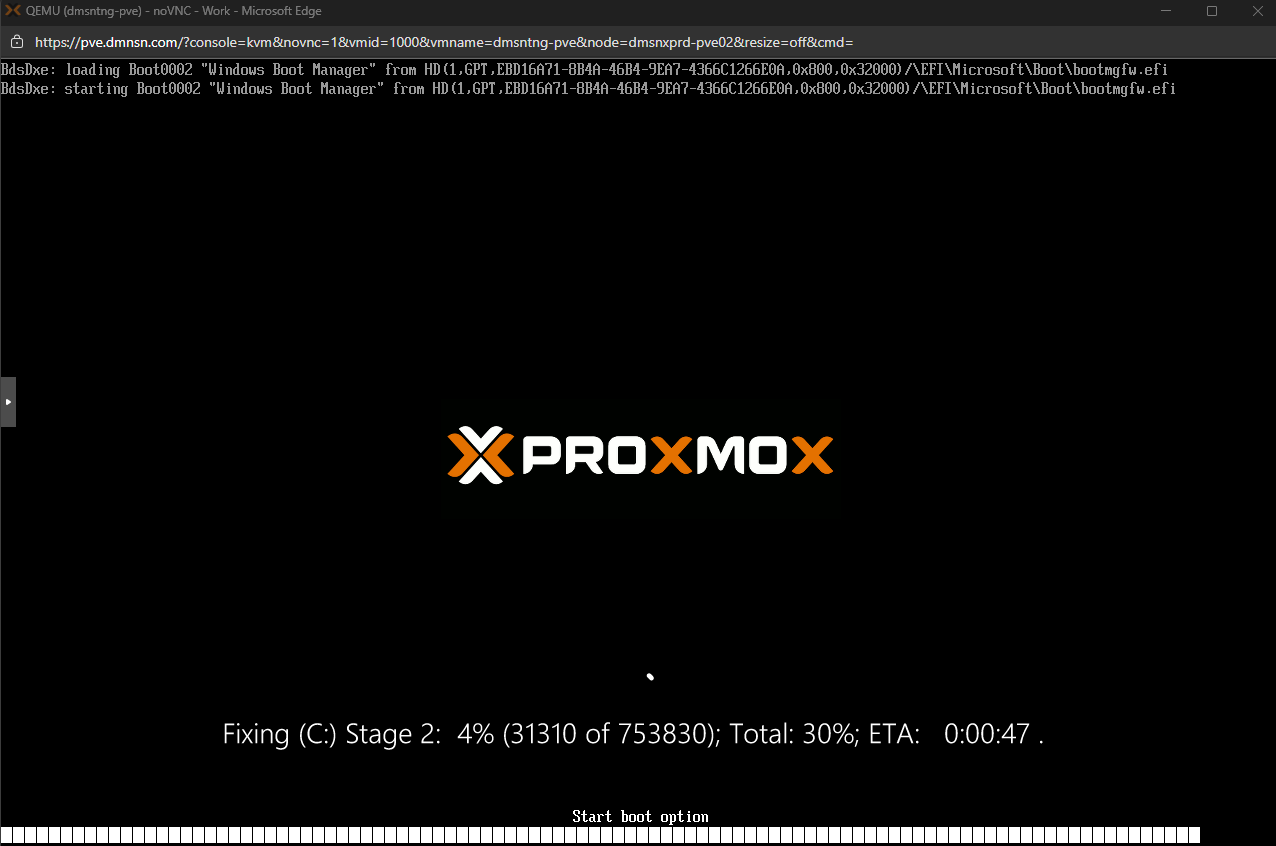 QEMU (dmsntng-pve) - noVNC - Work - Microsoft Edge
https://pve.dmnsn.com/?console=kvm&novnc=1&vmid=1000&vmname=dmsntng-pve&node=dmsnxprd-pve02&resize=off&cmd=
BdsDxe: loading Boot0002 "Windows Boot Manager" from HD(1,GPT,EBD16A71-8B4A-46B4-9EA7-4366C1266E0A,0x800,0x32000)/\EFI\Microsoft\Boot\bootmgfw.efi
BdsDxe: starting Boot0002 "Windows Boot Manager" from HD(1,GPT,EBD16A71-8B4A-46B4-9EA7-4366C1266E0A,0x800,0x32000)/\EFI\Microsoft\Boot\bootmgfw.efi
PROXMOX
Fixing (C:) Stage 2:  4% (31310 of 753830); Total: 30%; ETA:   0:00:47 .
Start boot option